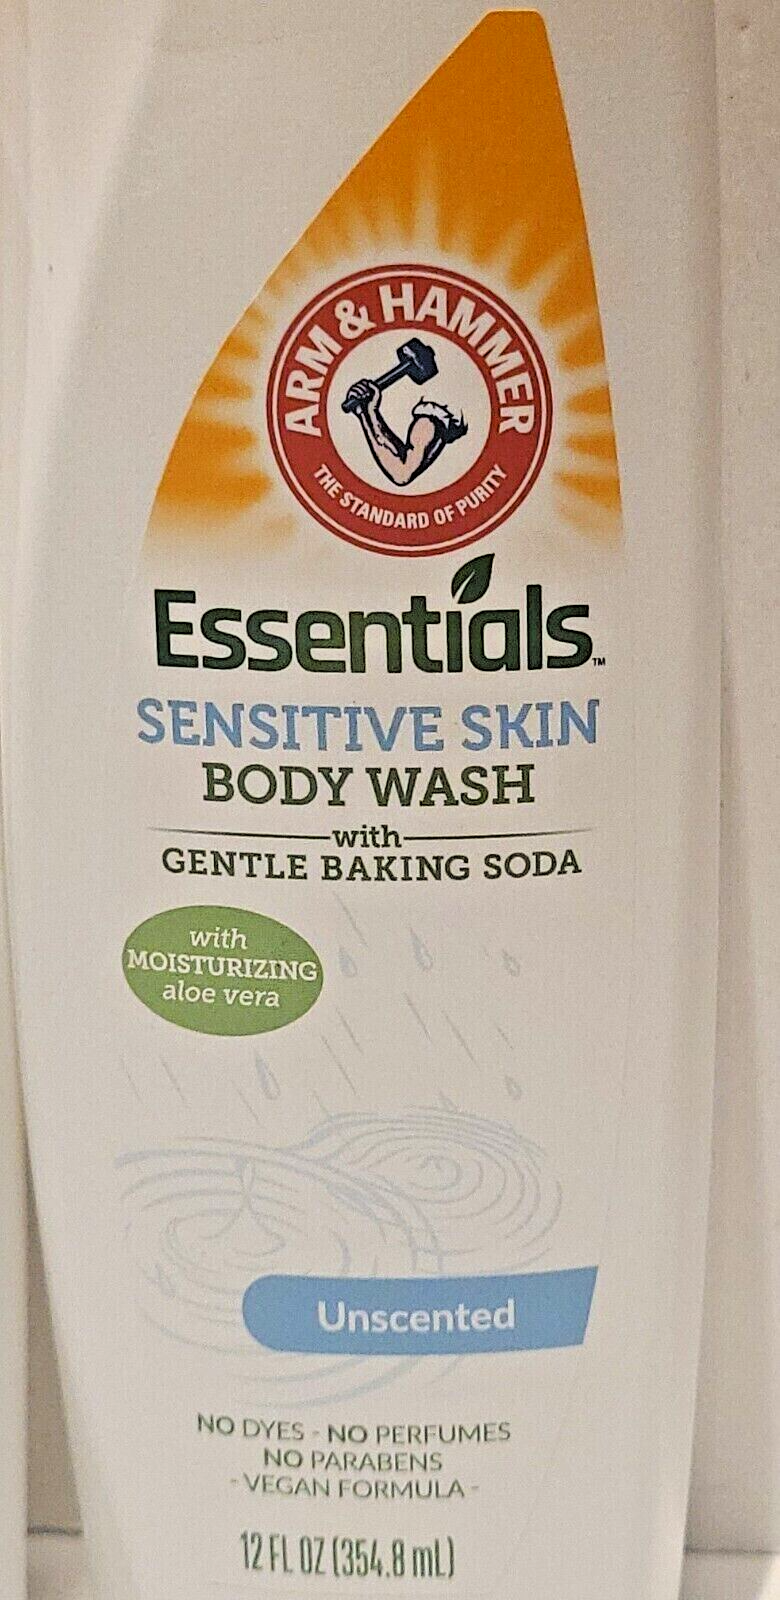 ARM & HAMMER
THE STANDARD OF PURITY
Essentials™
SENSITIVE SKIN
BODY WASH
with
GENTLE BAKING SODA
with
MOISTURIZING
aloe vera
Unscented
NO DYES - NO PERFUMES
NO PARABENS
- VEGAN FORMULA -
12 FL OZ (354.8 mL)